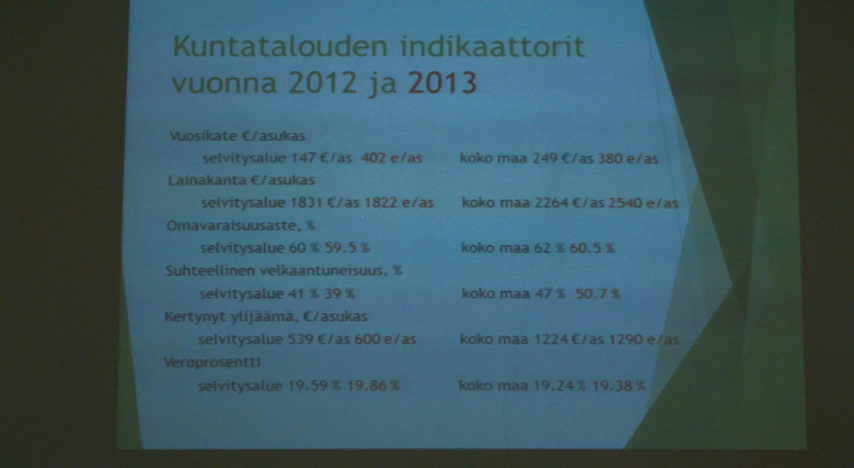 Kuntatalouden indikaattorit
vuonna 2012 ja 2013
Vuosikate €/asukas
selvitysalue 147 €/as 402 e/as koko maa 249 €/as 380 e/as
Lainakanta €/asukas
selvitysalue 1831 €/as 1822 e/as koko maa 2264 €/as 2540 e/as
Omavaraisuusaste, %
selvitysalue 60 % 59.5 % koko maa 62 % 60.5 %
Suhteellinen velkaantuneisuus, %
selvitysalue 41 % 39 % koko maa 47 % 50.7 %
Kertynyt ylijäämä, €/asukas
selvitysalue 539 €/as 600 e/as koko maa 1224 €/as 1290 e/as
Veroprosentti
selvitysalue 19.59 % 19.86 % koko maa 19.24 % 19.38 %